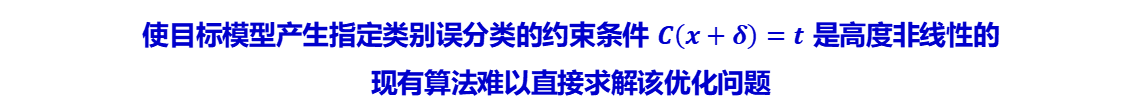 使目标模型产生指定类别误分类的约束条件 C(x + δ) = t 是高度非线性的
现有算法难以直接求解该优化问题